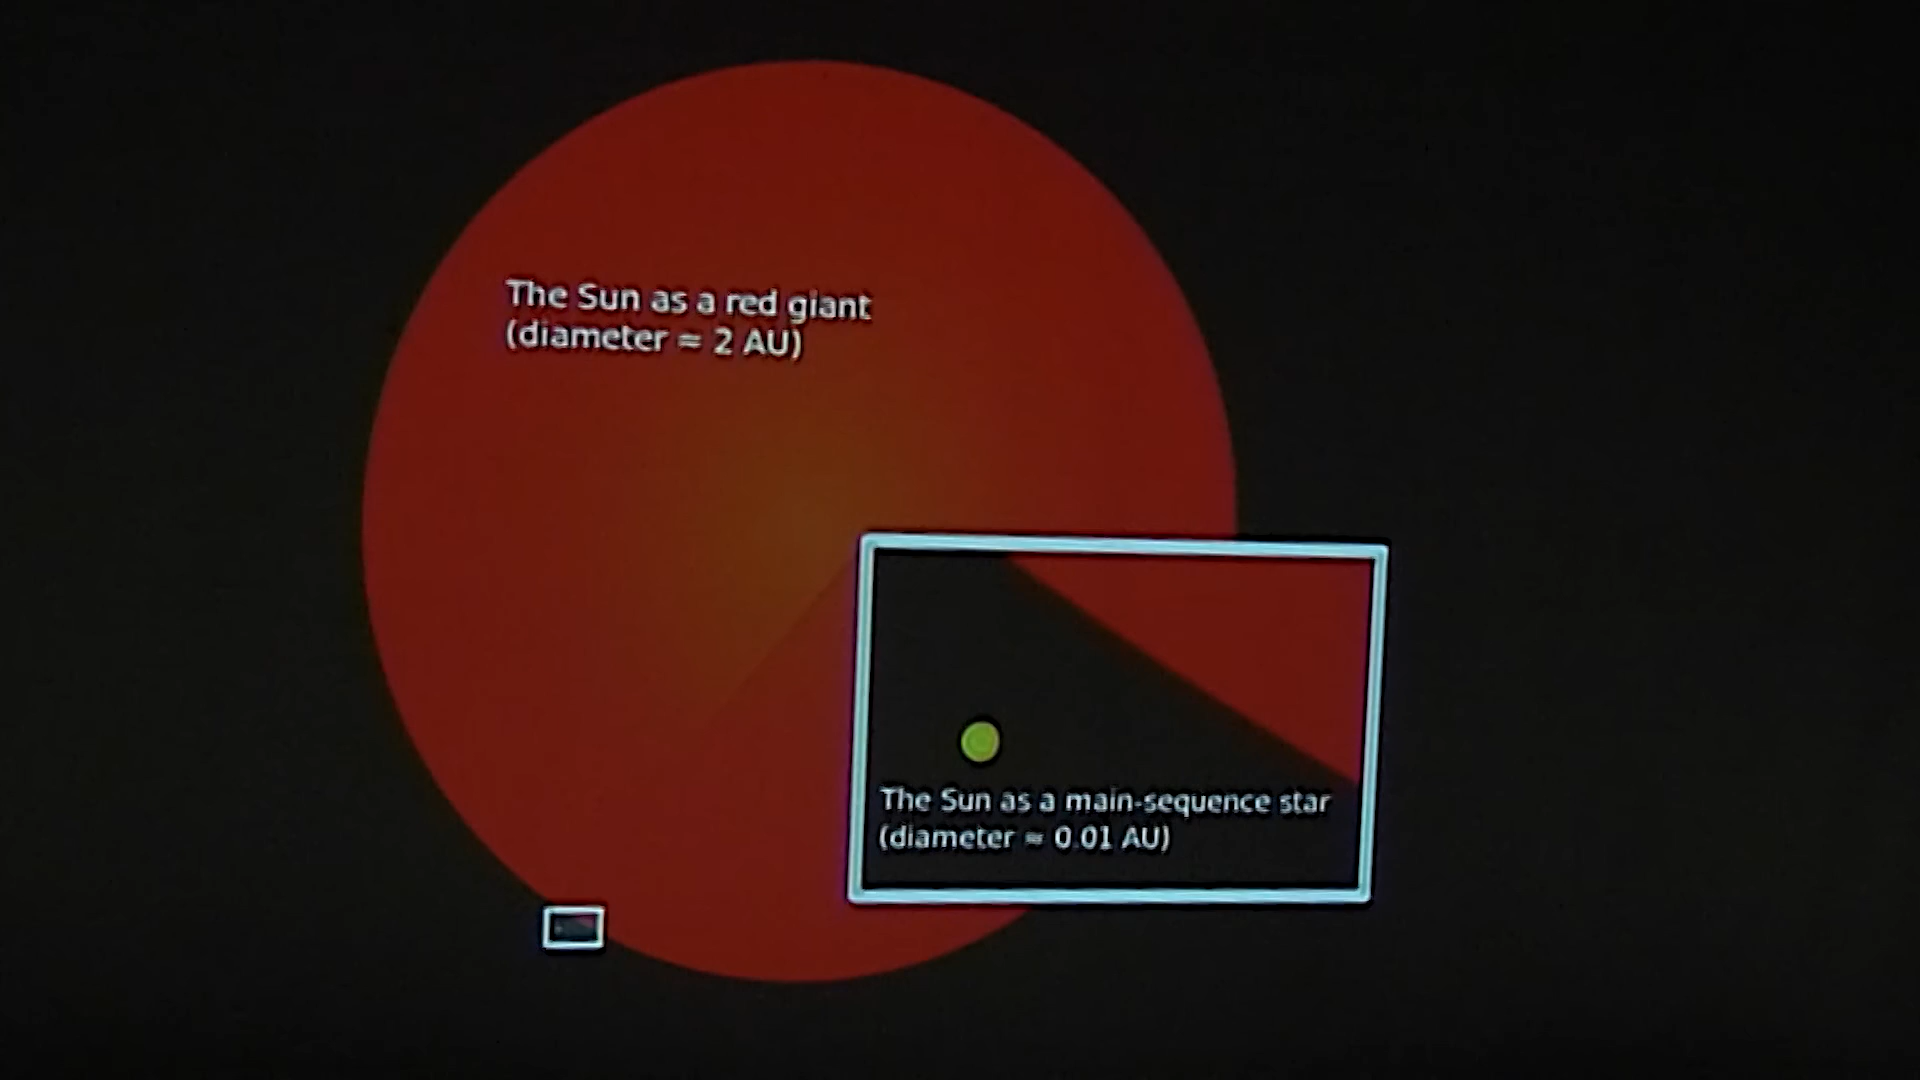 The Sun as a red giant
(diameter ≈ 2 AU)
The Sun as a main-sequence star
(diameter ≈ 0.01 AU)